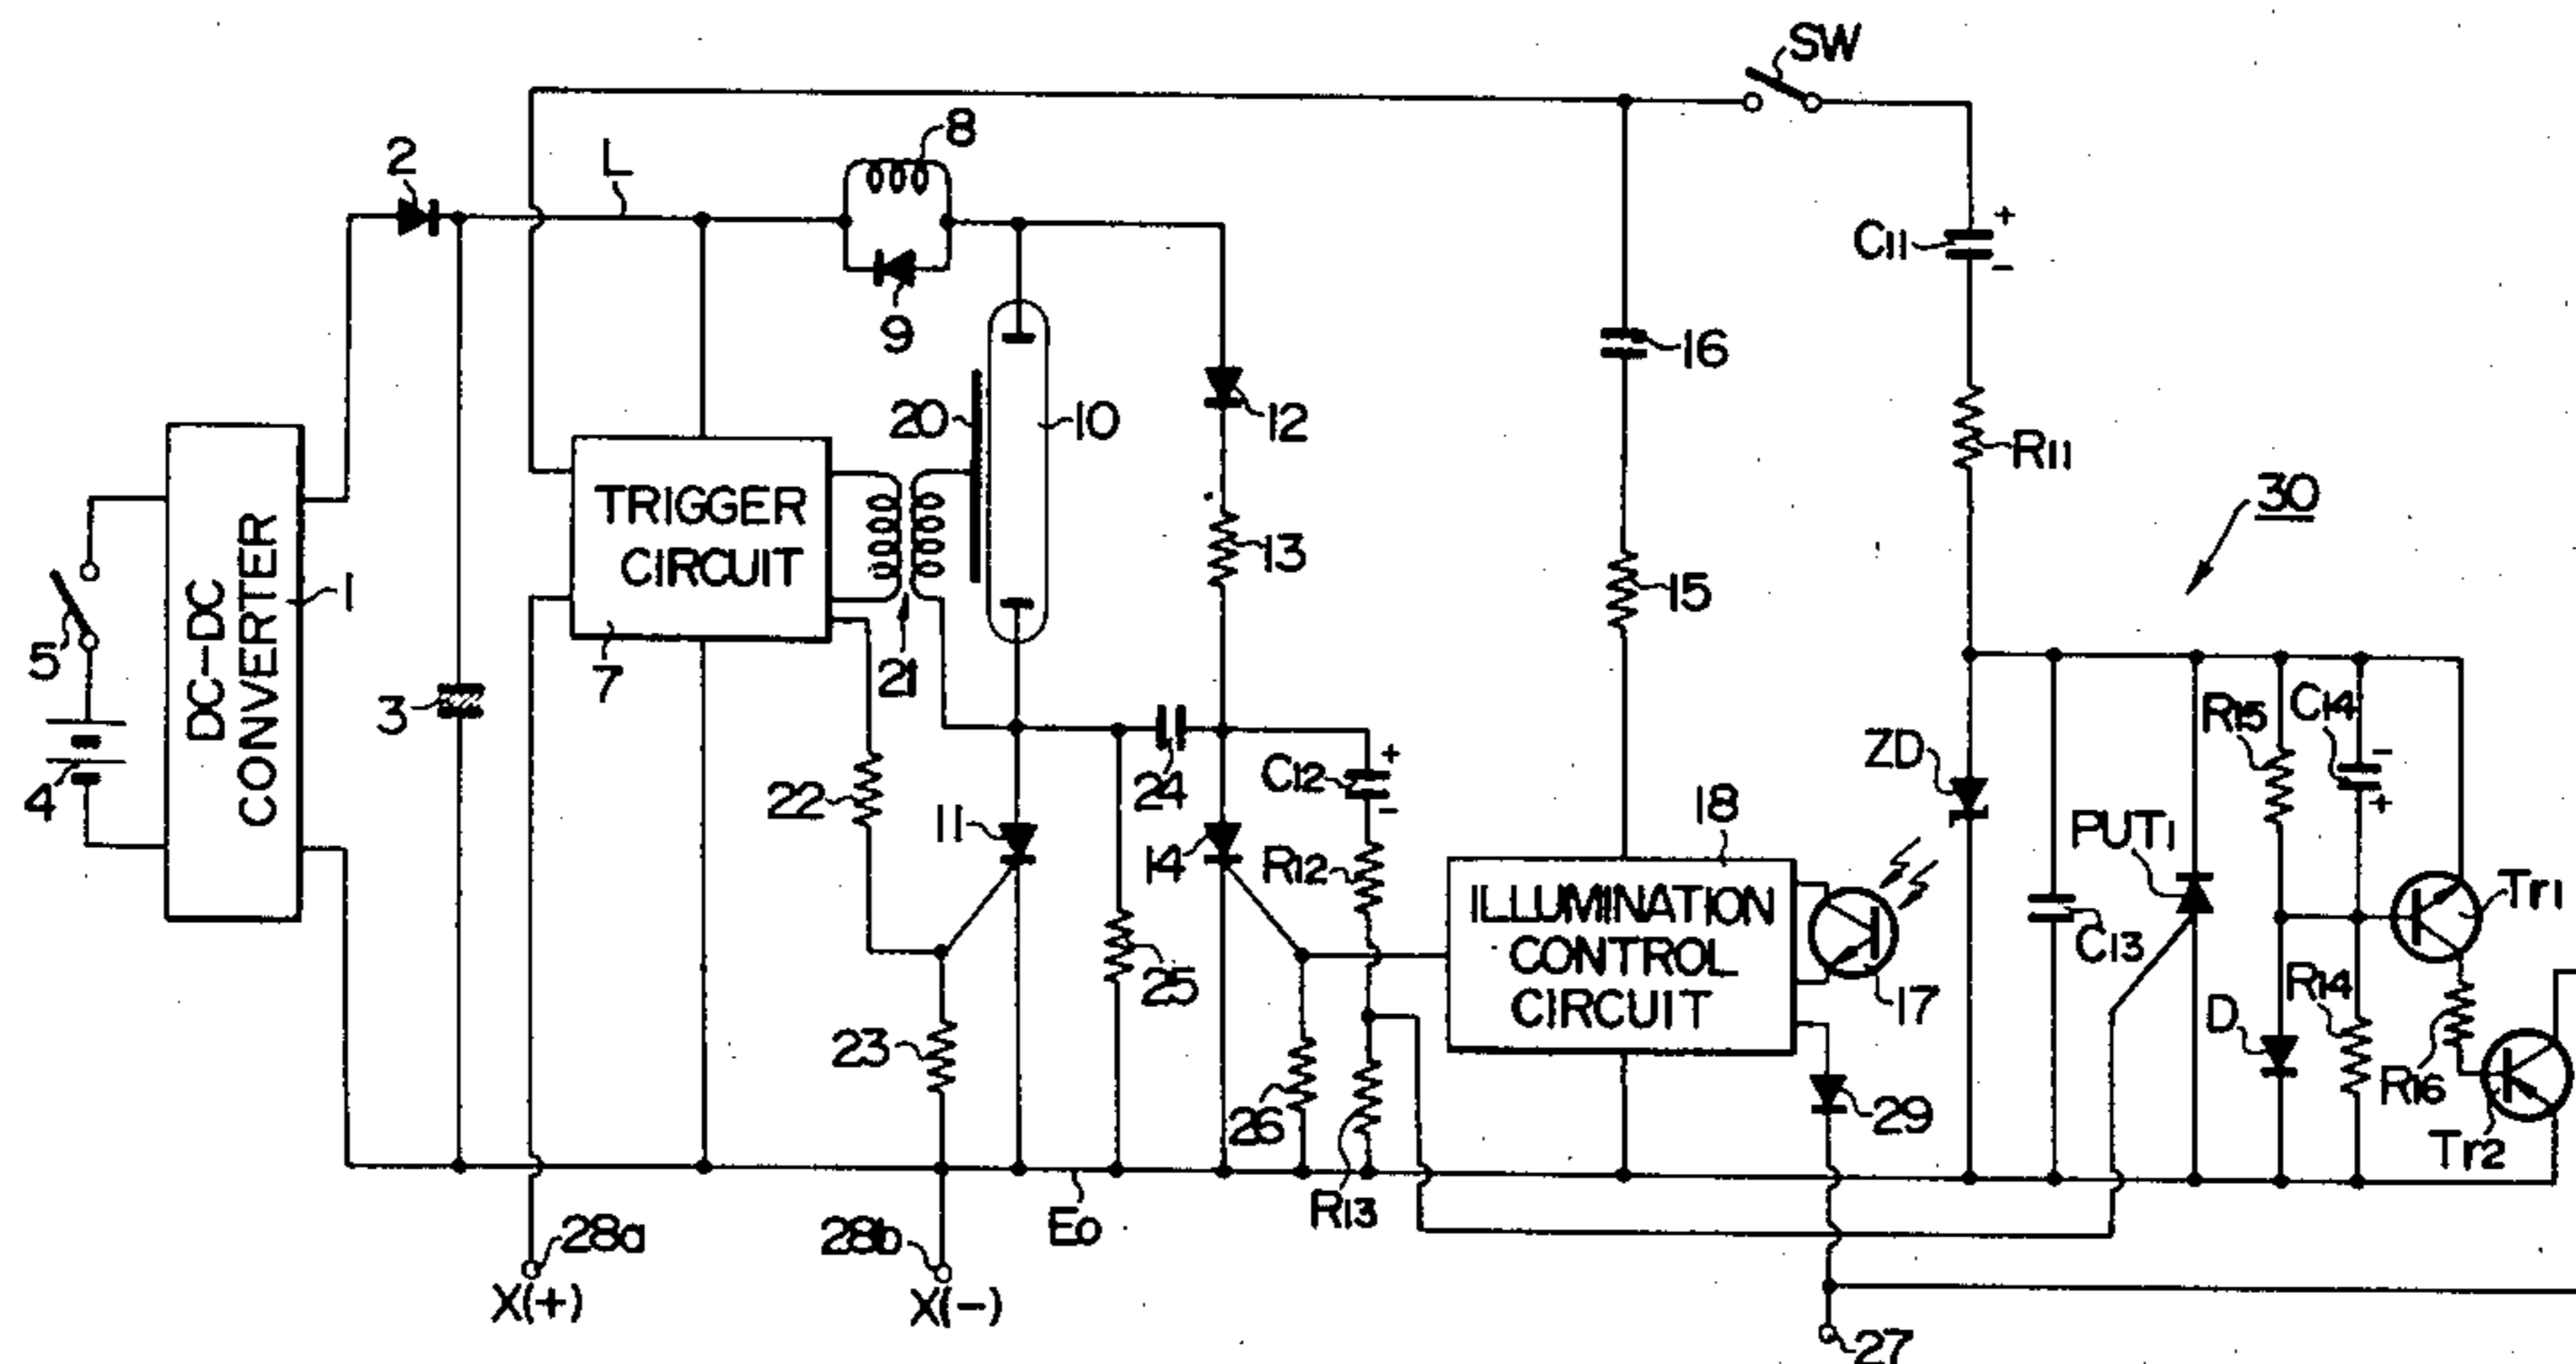 SW
8
2
L
C11
+
-
9
16
20
10
12
R11
30
TRIGGER
CIRCUIT
13
15
DC-DC
CONVERTER
1
5
7
21
3
4
22
24
C12
+
-
ZD
R15
C14
-
+
11
14
R12
18
PUT1
ILLUMINATION
CONTROL
CIRCUIT
Tr1
C13
23
25
17
D
R14
R16
26
29
Tr2
R13
E0
28a
X(+)
28b
X(-)
27